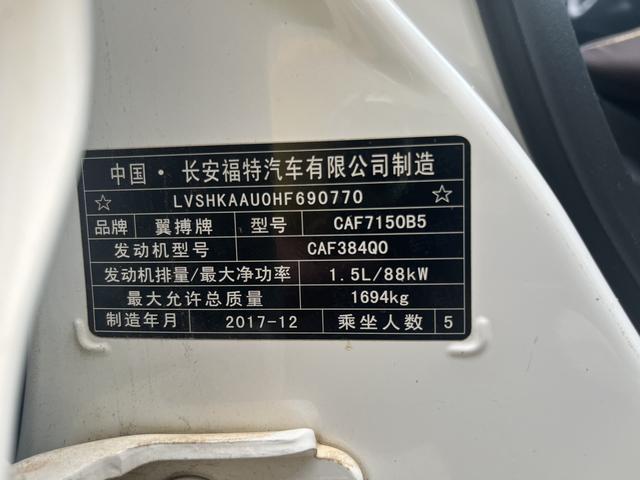 中国·长安福特汽车有限公司制造
☆ LVSHKAAU0HF690770 ☆
品牌 翼搏牌 型号 CAF7150B5
发动机型号 CAF384Q0
发动机排量/最大净功率 1.5L/88kW
最大允许总质量 1694kg
制造年月 2017-12 乘坐人数 5